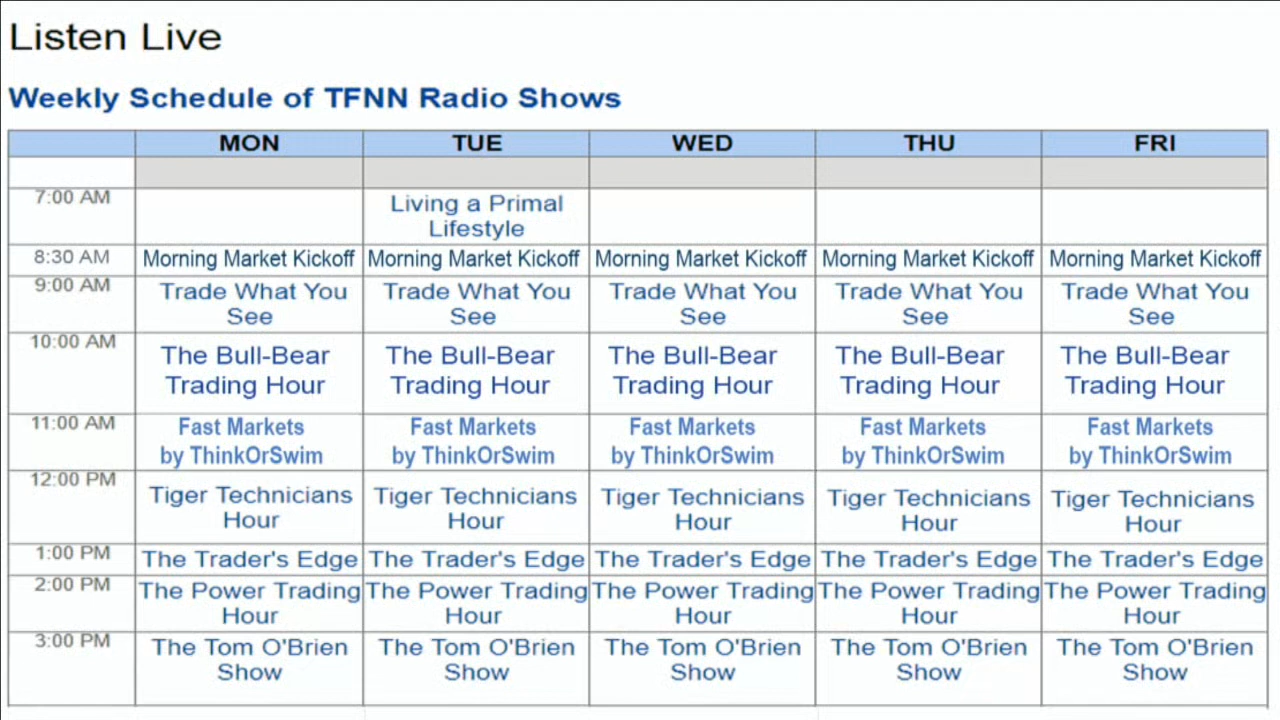 Listen Live
Weekly Schedule of TFNN Radio Shows
MON TUE WED THU FRI
7:00 AM Living a Primal
Lifestyle
8:30 AM Morning Market Kickoff Morning Market Kickoff Morning Market Kickoff Morning Market Kickoff Morning Market Kickoff
9:00 AM Trade What You Trade What You Trade What You Trade What You Trade What You
See See See See See
10:00 AM The Bull-Bear The Bull-Bear The Bull-Bear The Bull-Bear The Bull-Bear
Trading Hour Trading Hour Trading Hour Trading Hour Trading Hour
11:00 AM Fast Markets Fast Markets Fast Markets Fast Markets Fast Markets
by ThinkOrSwim by ThinkOrSwim by ThinkOrSwim by ThinkOrSwim by ThinkOrSwim
12:00 PM Tiger Technicians Tiger Technicians Tiger Technicians Tiger Technicians Tiger Technicians
Hour Hour Hour Hour Hour
1:00 PM The Trader's Edge The Trader's Edge The Trader's Edge The Trader's Edge The Trader's Edge
2:00 PM The Power Trading The Power Trading The Power Trading The Power Trading The Power Trading
Hour Hour Hour Hour Hour
3:00 PM The Tom O'Brien The Tom O'Brien The Tom O'Brien The Tom O'Brien The Tom O'Brien
Show Show Show Show Show